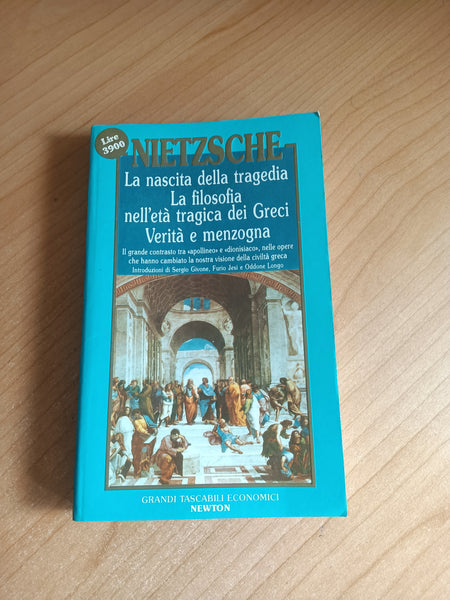 Lire
3900
NIETZSCHE
La nascita della tragedia
La filosofia
nell'età tragica dei Greci
Verità e menzogna
Il grande contrasto tra «apollineo» e «dionisiaco», nelle opere
che hanno cambiato la nostra visione della civiltà greca
Introduzioni di Sergio Givone, Furio Jesi e Oddone Longo
GRANDI TASCABILI ECONOMICI
NEWTON